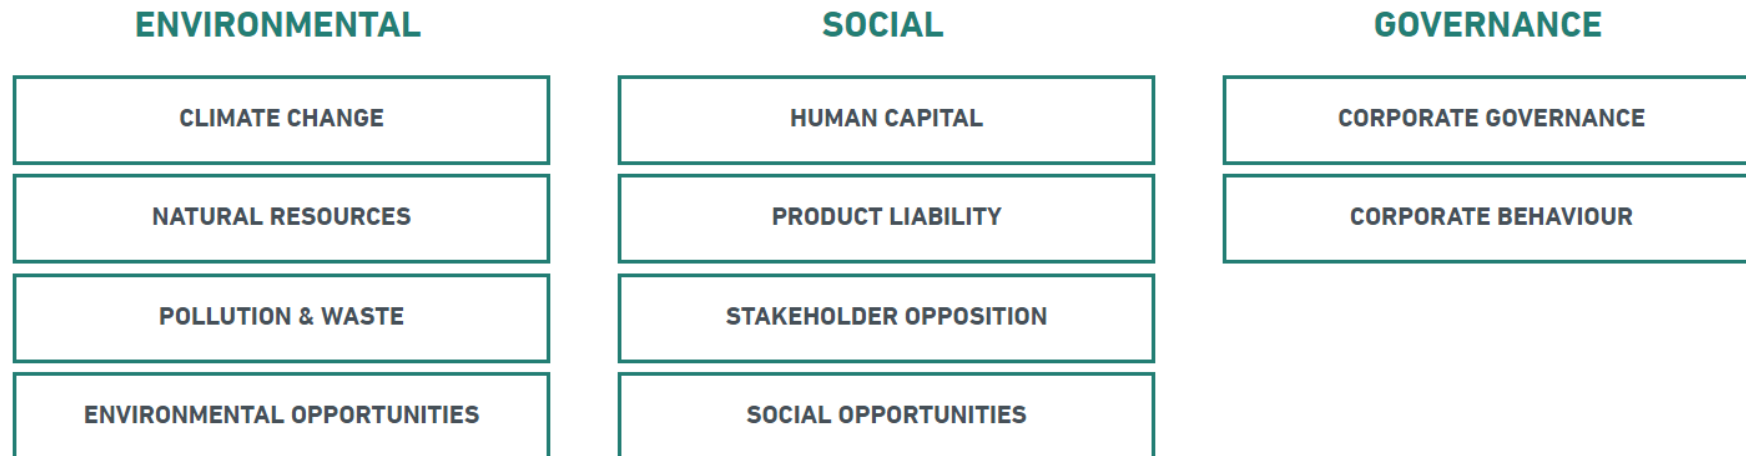 ENVIRONMENTAL
CLIMATE CHANGE
NATURAL RESOURCES
POLLUTION & WASTE
ENVIRONMENTAL OPPORTUNITIES
SOCIAL
HUMAN CAPITAL
PRODUCT LIABILITY
STAKEHOLDER OPPOSITION
SOCIAL OPPORTUNITIES
GOVERNANCE
CORPORATE GOVERNANCE
CORPORATE BEHAVIOUR